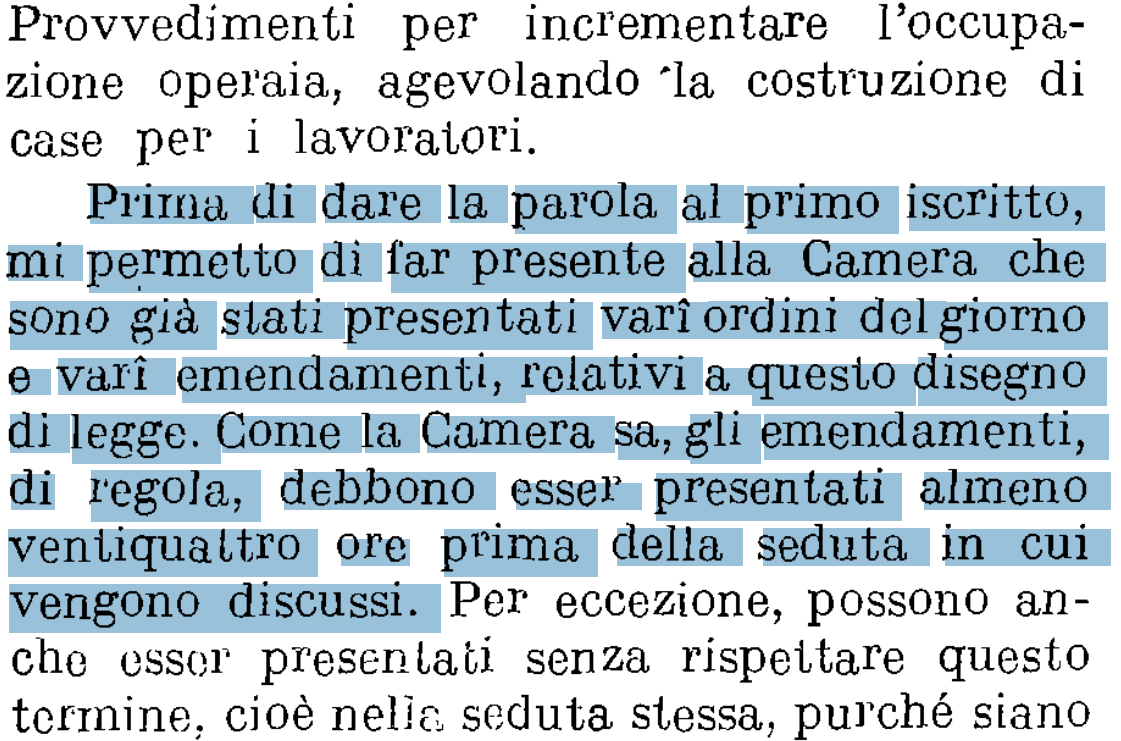 Provvedimenti per incrementare l'occupa-
zione operaia, agevolando la costruzione di
case per i lavoratori.
Prima di dare la parola al primo iscritto,
mi permetto di far presente alla Camera che
sono già stati presentati varî ordini del giorno
e varî emendamenti, relativi a questo disegno
di legge. Come la Camera sa, gli emendamenti,
di regola, debbono esser presentati almeno
ventiquattro ore prima della seduta in cui
vengono discussi. Per eccezione, possono an-
che esser presentati senza rispettare questo
termine, cioè nella seduta stessa, purché siano